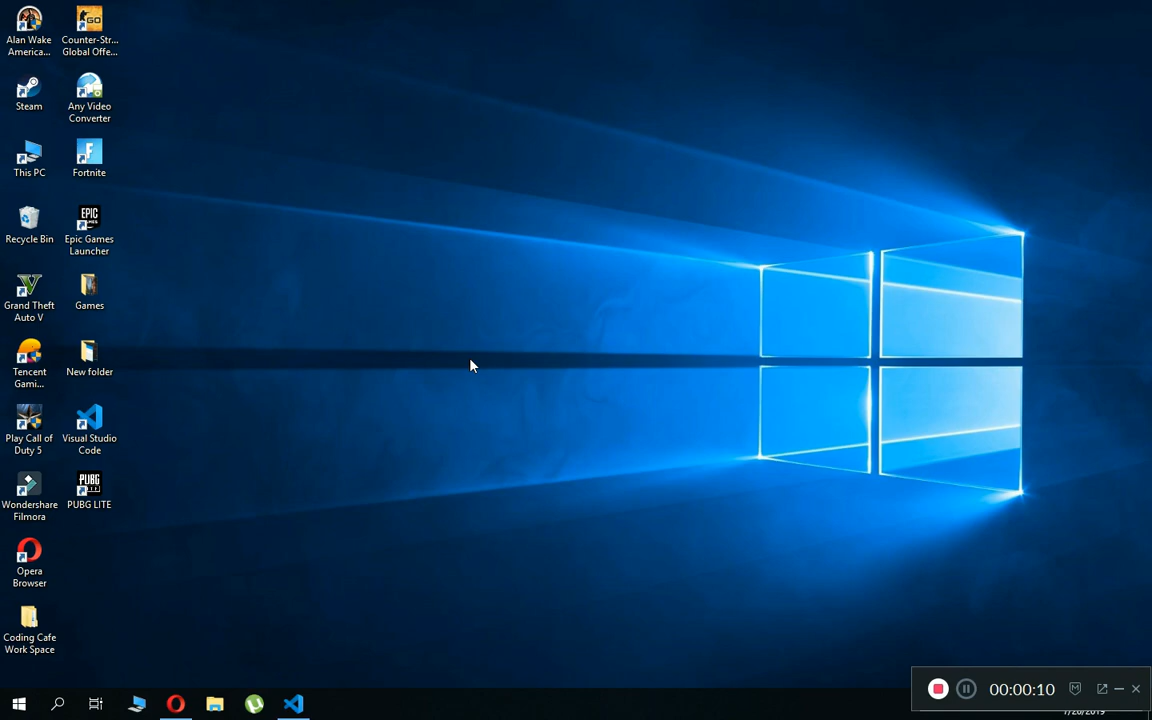 Alan Wake
America...
Counter-Str...
Global Offe...
Steam
Any Video
Converter
This PC
Fortnite
Recycle Bin
Epic Games
Launcher
Grand Theft
Auto V
Games
Tencent
Gami...
New folder
Play Call of
Duty 5
Visual Studio
Code
Wondershare
Filmora
PUBG LITE
Opera
Browser
Coding Cafe
Work Space
00:00:10